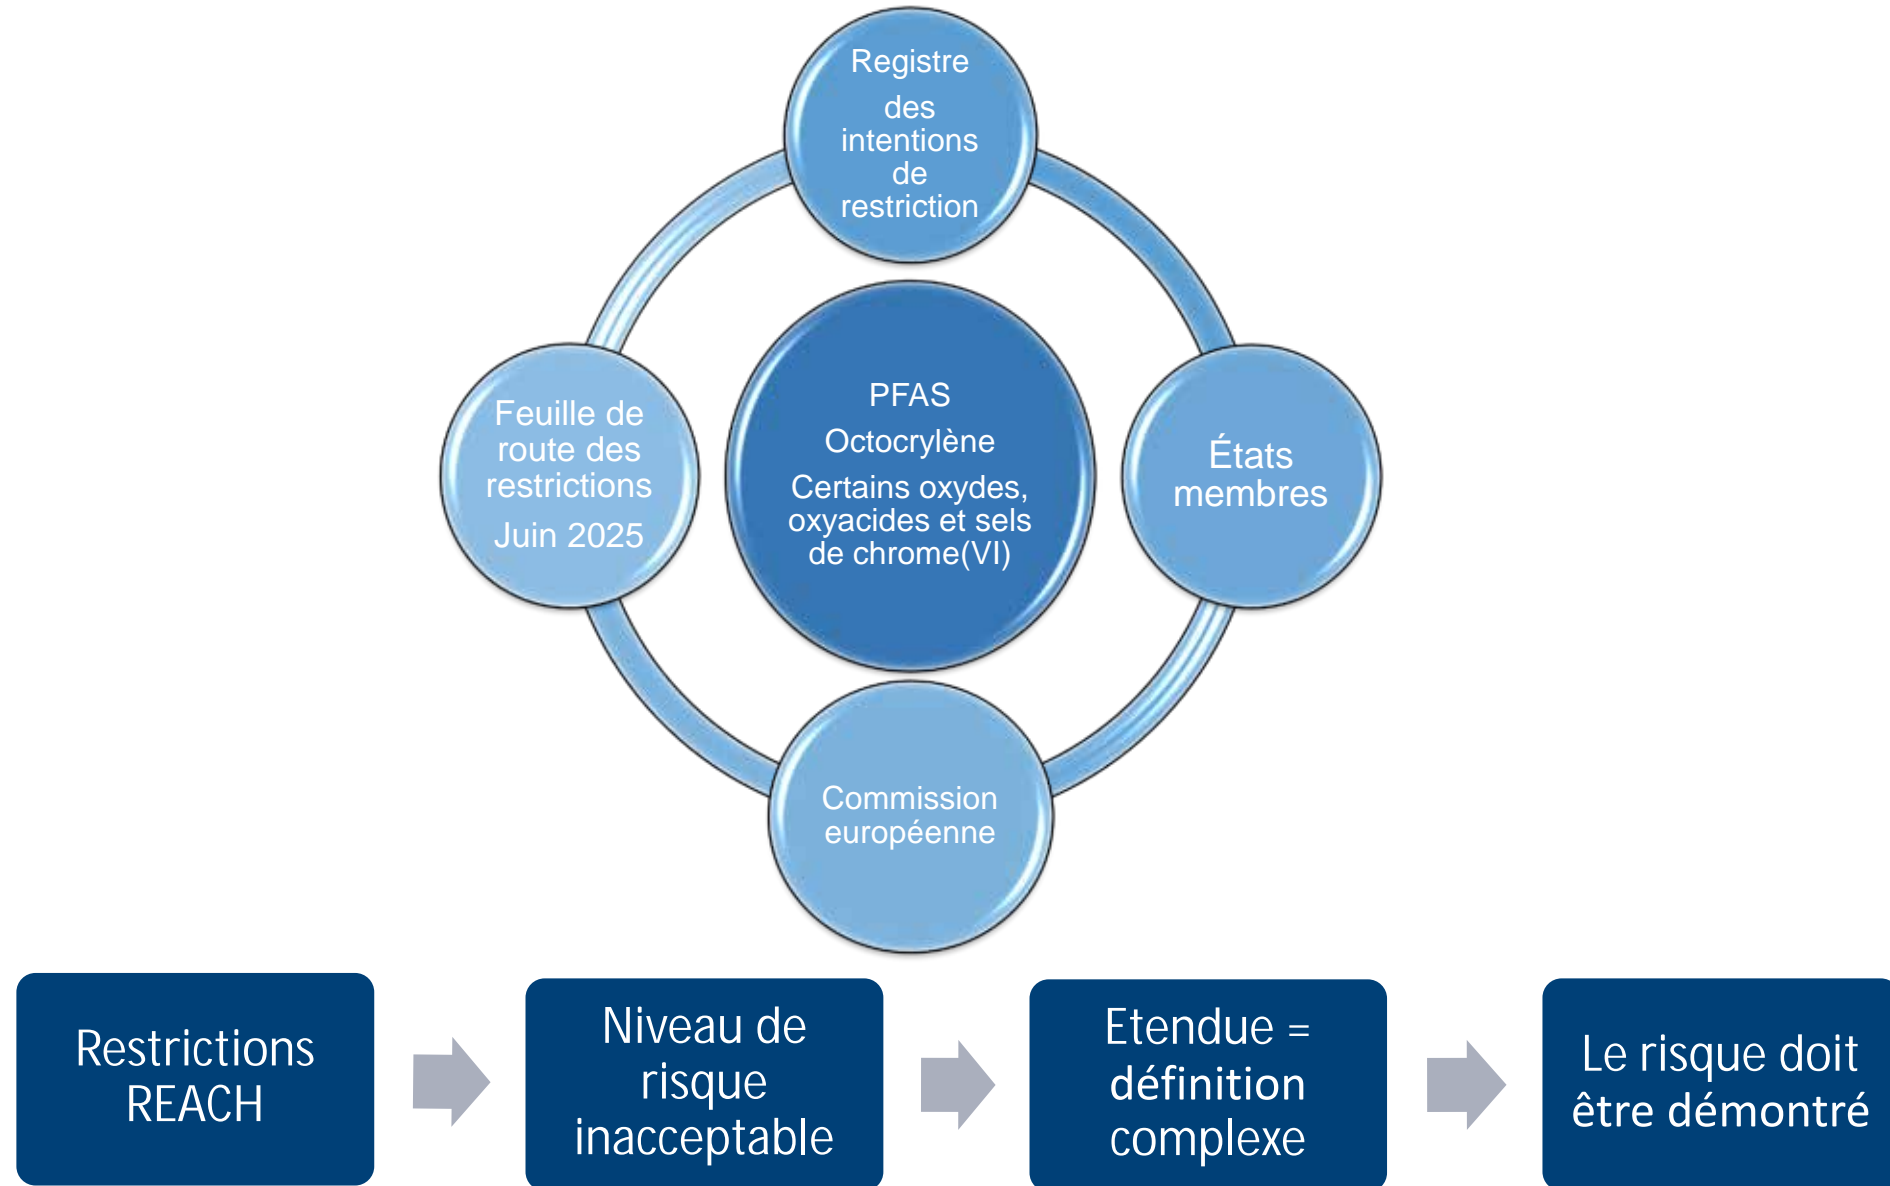 Registre
des
intentions
de
restriction
Feuille de
route des
restrictions
Juin 2025
PFAS
Octocrylène
Certains oxydes,
oxyacides et sels
de chrome(VI)
États
membres
Commission
européenne
Restrictions
REACH
Niveau de
risque
inacceptable
Etendue =
définition
complexe
Le risque doit
être démontré